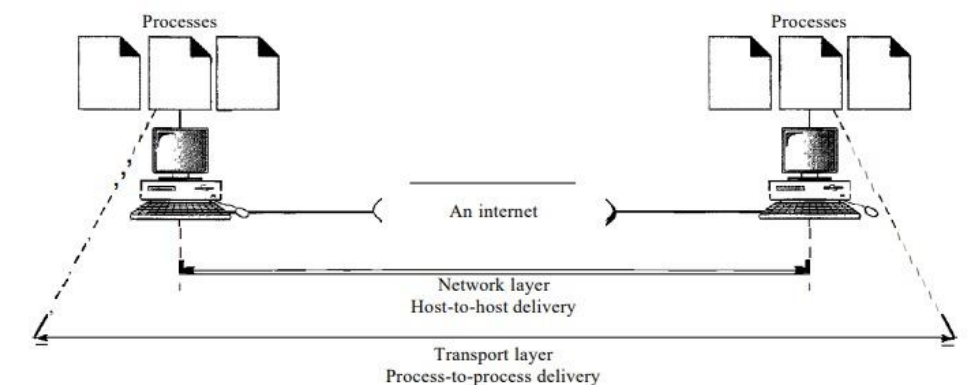 Processes
Processes
An internet
Network layer
Host-to-host delivery
Transport layer
Process-to-process delivery